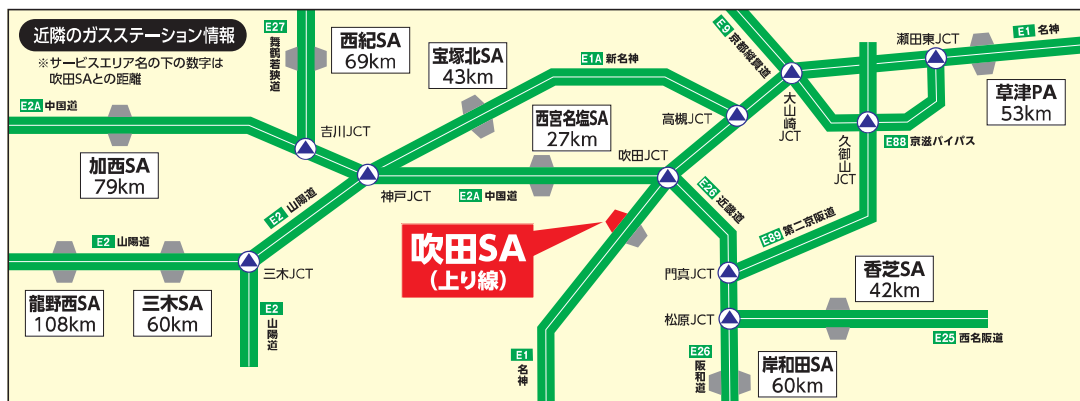 近隣のガスステーション情報
※サービスエリア名の下の数字は
吹田SAとの距離
E27
舞鶴若狭道
西紀SA
69km
宝塚北SA
43km
E1A 新名神
E9 京都縦貫道
瀬田東JCT
E1 名神
草津PA
53km
E2A 中国道
吉川JCT
西宮名塩SA
27km
高槻JCT
大山崎JCT
久御山JCT
E88 京滋バイパス
加西SA
79km
吹田JCT
神戸JCT
E2A 中国道
E2 山陽道
E26 近畿道
E89 第二京阪道
吹田SA
(上り線)
E2 山陽道
三木JCT
門真JCT
香芝SA
42km
龍野西SA
108km
三木SA
60km
E2
山陽道
松原JCT
E25 西名阪道
E1
名神
E26
阪和道
岸和田SA
60km